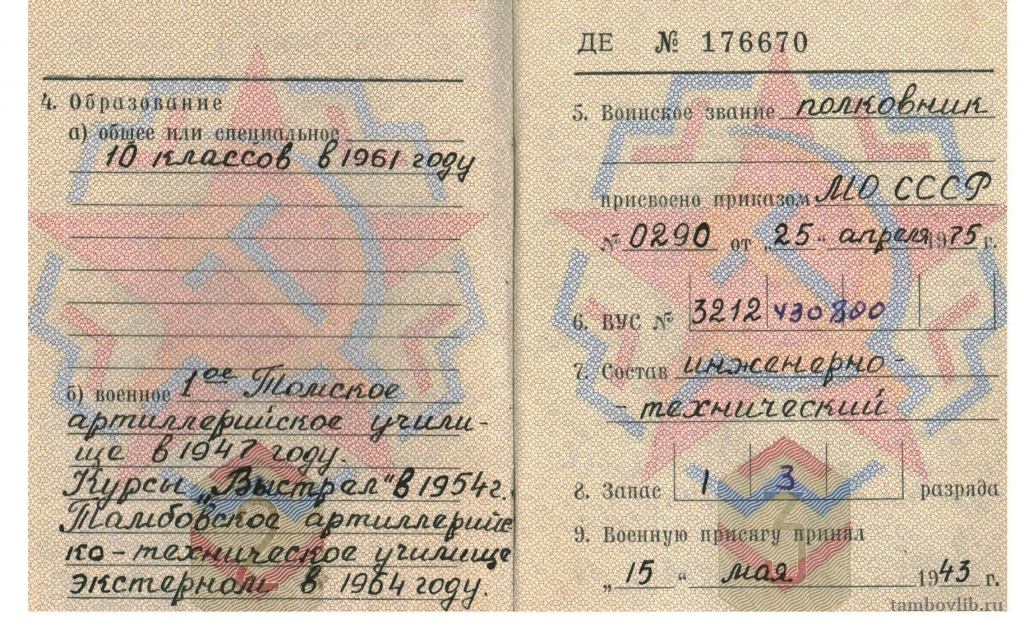 4. Образование
а) общее или специальное
10 классов в 1961 году
б) военное 1ое Томское
артиллерийское учили-
ще в 1947 году.
Курсы „Выстрел" в 1954 г.
Тамбовское артиллерийс
ко-техническое училище
экстерном в 1964 году.
ДЕ № 176670
5. Воинское звание полковник
присвоено приказом МО СССР
№ 0290 от „25" апреля 1975 г.
6. ВУС № 3212 430800
7. Состав инженерно-
- технический
8. Запас 1 3 разряда
9. Военную присягу принял
„15" мая 1943 г.
tambovlib.ru